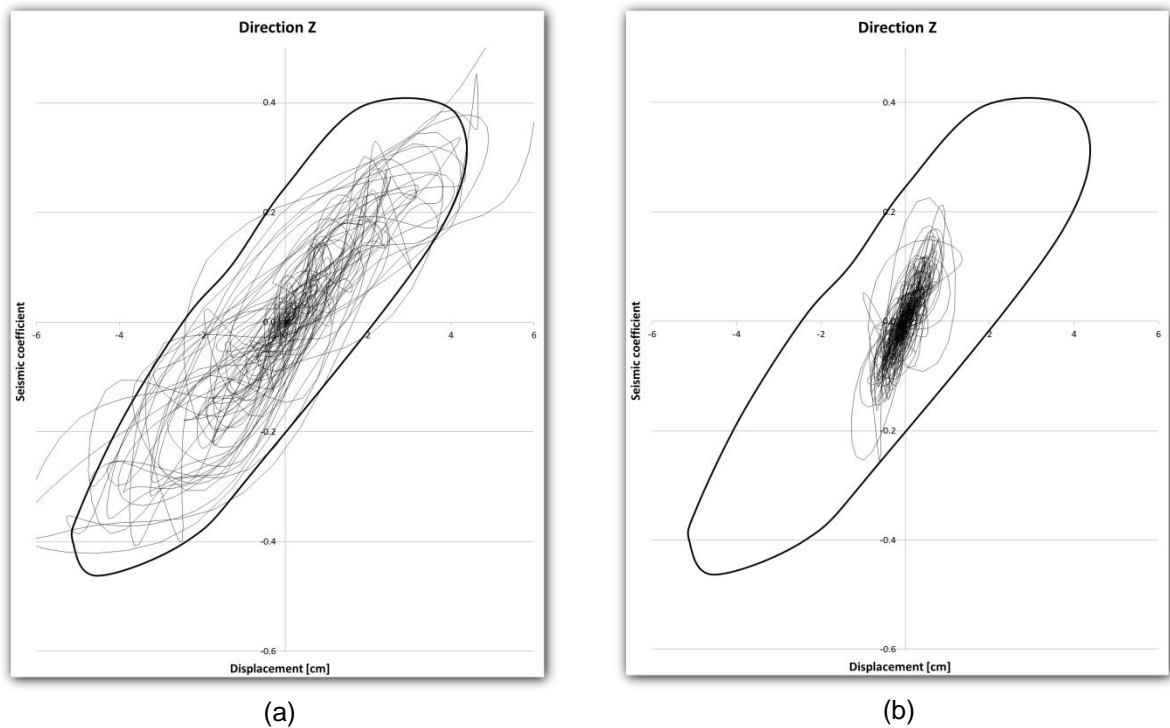 Direction Z
0.4
0.2
0.0
-6 -4 -2 2 4 6
-0.2
-0.4
-0.6
Seismic coefficient
Displacement [cm]
(a)
Direction Z
0.4
0.2
0.0
-6 -4 -2 2 4 6
-0.2
-0.4
-0.6
Seismic coefficient
Displacement [cm]
(b)